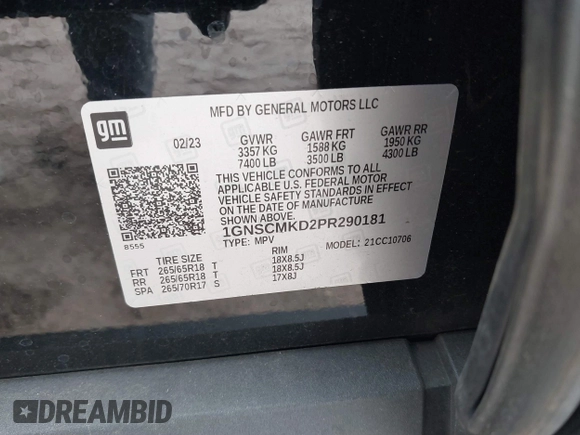 gm
MFD BY GENERAL MOTORS LLC
02/23 GVWR GAWR FRT GAWR RR
3357 KG 1588 KG 1950 KG
7400 LB 3500 LB 4300 LB
THIS VEHICLE CONFORMS TO ALL
APPLICABLE U.S. FEDERAL MOTOR
VEHICLE SAFETY STANDARDS IN EFFECT
ON THE DATE OF MANUFACTURE
SHOWN ABOVE.
1GNSCMKD2PR290181
8555 TYPE: MPV MODEL: 21CC10706
TIRE SIZE RIM
FRT 265/65R18 T 18X8.5J
RR 265/65R18 T 18X8.5J
SPA 265/70R17 S 17X8J
DREAMBID